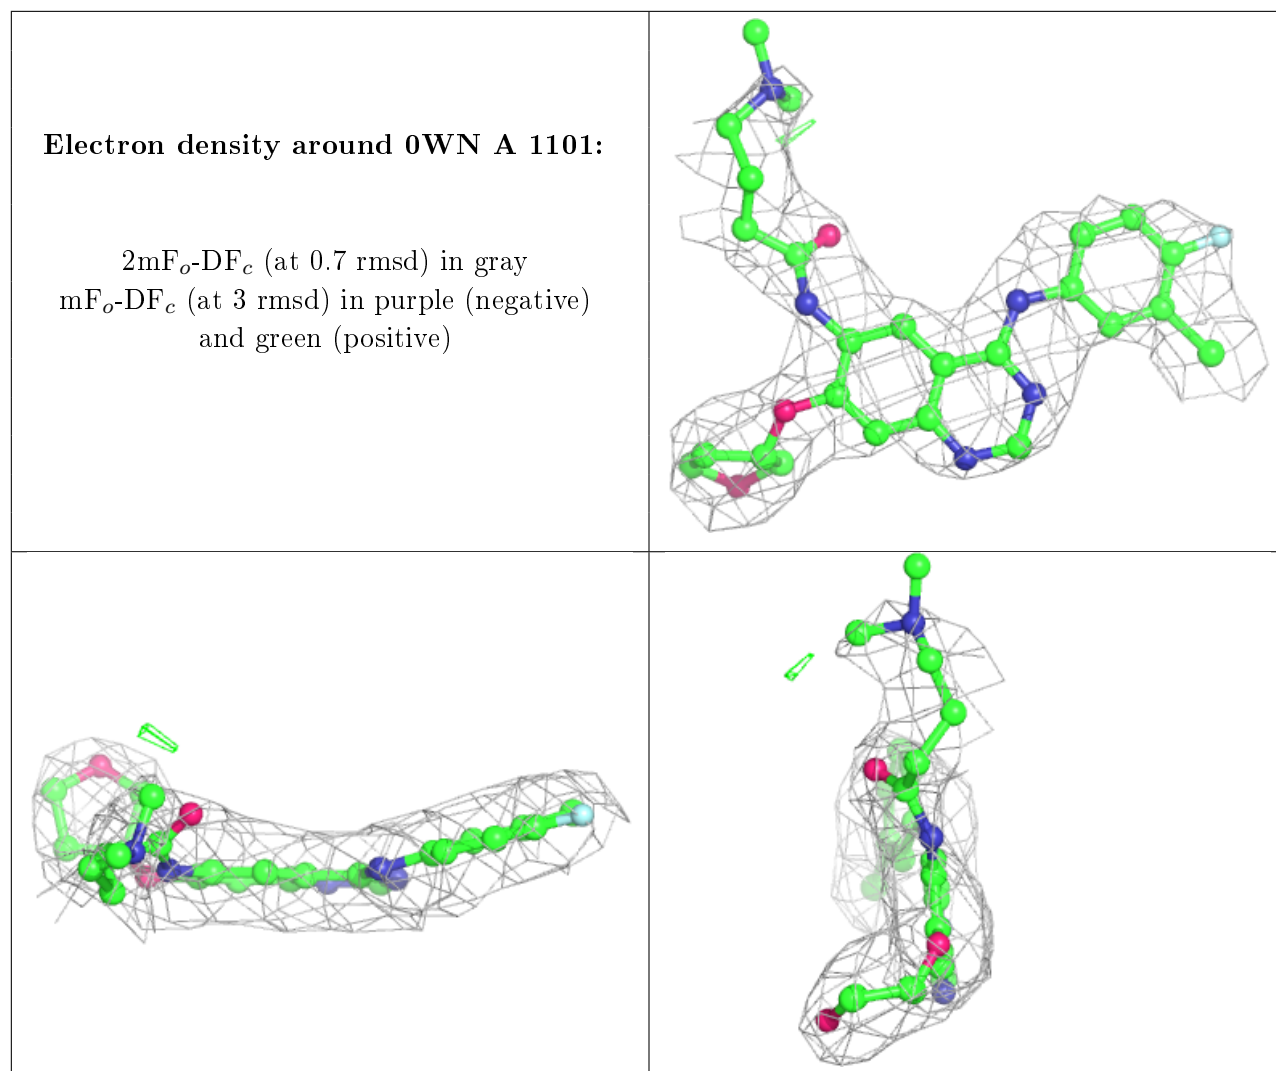 Electron density around 0WN A 1101:
2mFo-DFc (at 0.7 rmsd) in gray
mFo-DFc (at 3 rmsd) in purple (negative)
and green (positive)